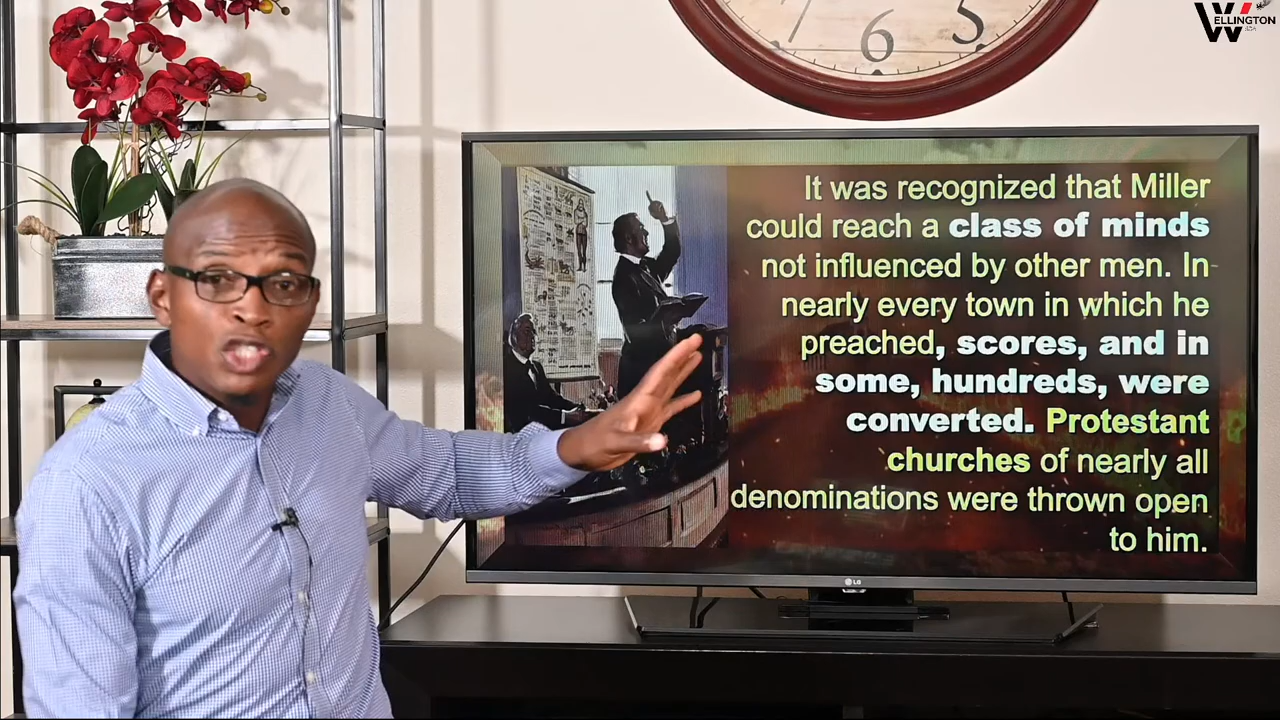 WELLINGTON
6
5
It was recognized that Miller
could reach a class of minds
not influenced by other men. In
nearly every town in which he
preached, scores, and in
some, hundreds, were
converted. Protestant
churches of nearly all
denominations were thrown open
to him.
LG